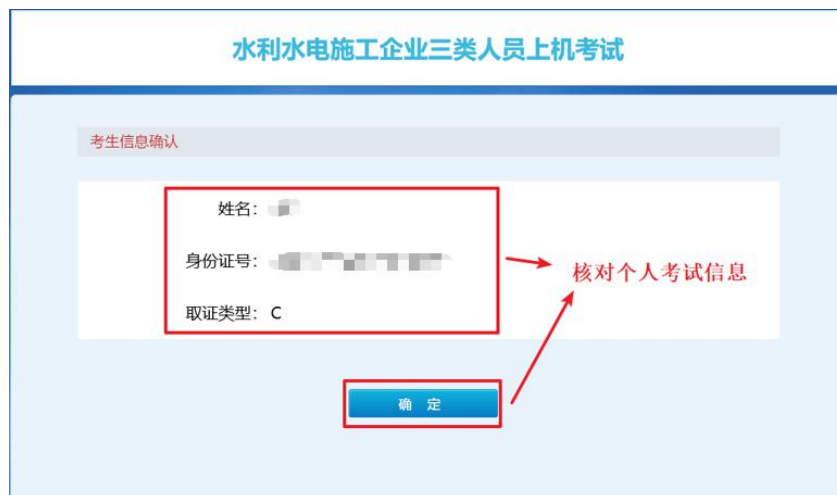 水利水电施工企业三类人员上机考试
考生信息确认
姓名：
身份证号：
核对个人考试信息
取证类型： C
确 定